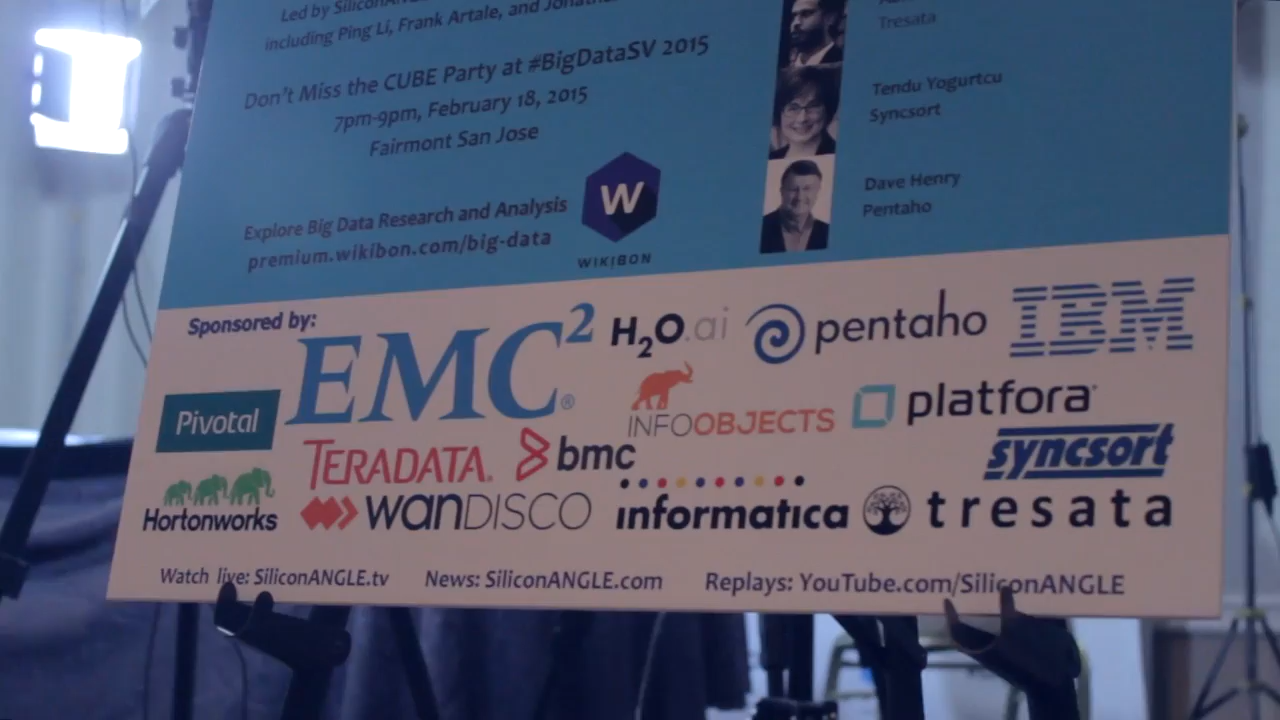 Led by
including Ping Li, Frank Artale, and
Don't Miss the CUBE Party at #BigDataSV 2015
7pm-9pm, February 18, 2015
Fairmont San Jose
Explore Big Data Research and Analysis
premium.wikibon.com/big-data
W
WIKIBON
Tresata
Tendu Yogurtcu
Syncsort
Dave Henry
Pentaho
Sponsored by:
EMC²®
H2O.ai
pentaho
IBM
Pivotal
INFOOBJECTS
platfora
TERADATA
bmc
syncsort
Hortonworks
WANDISCO
informatica
tresata
Watch live: SiliconANGLE.tv News: SiliconANGLE.com Replays: YouTube.com/SiliconANGLE